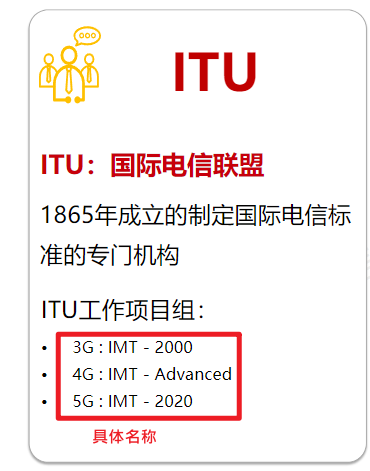 ITU
ITU：国际电信联盟
1865年成立的制定国际电信标
准的专门机构
ITU工作项目组：
• 3G : IMT - 2000
• 4G : IMT - Advanced
• 5G : IMT - 2020
具体名称